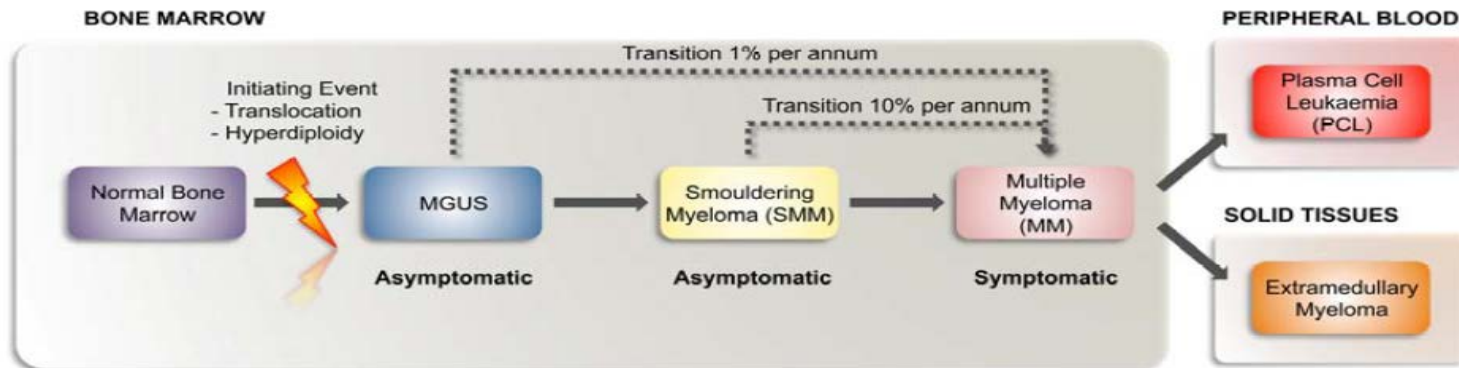 BONE MARROW
PERIPHERAL BLOOD
Transition 1% per annum
Initiating Event
- Translocation
- Hyperdiploidy
Transition 10% per annum
Plasma Cell
Leukaemia
(PCL)
Normal Bone
Marrow
MGUS
Smouldering
Myeloma (SMM)
Multiple
Myeloma
(MM)
SOLID TISSUES
Asymptomatic
Asymptomatic
Symptomatic
Extramedullary
Myeloma